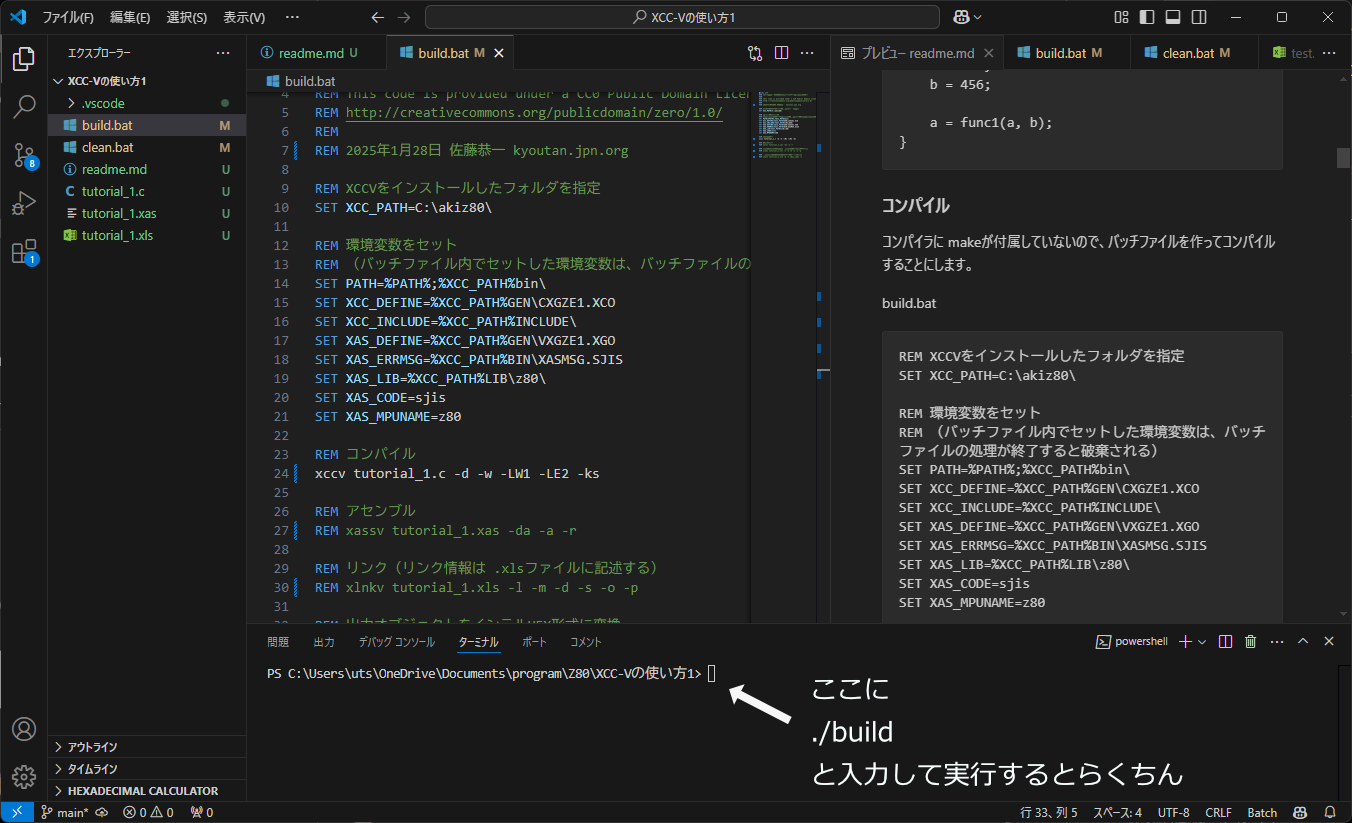 ファイル(F) 編集(E) 選択(S) 表示(V) ···
XCC-Vの使い方1
エクスプローラー
XCC-Vの使い方1
.vscode
build.bat M
clean.bat M
readme.md U
tutorial_1.c U
tutorial_1.xas U
tutorial_1.xls U
アウトライン
タイムライン
HEXADECIMAL CALCULATOR
readme.md U
build.bat M
build.bat
4 REM This code is provided under a CC0 Public Domain Licen
5 REM http://creativecommons.org/publicdomain/zero/1.0/
6 REM
7 REM 2025年1月28日 佐藤恭一 kyoutan.jpn.org
8
9 REM XCCVをインストールしたフォルダを指定
10 SET XCC_PATH=C:\akiz80\
11
12 REM 環境変数をセット
13 REM （バッチファイル内でセットした環境変数は、バッチファイルの
14 SET PATH=%PATH%;%XCC_PATH%bin\
15 SET XCC_DEFINE=%XCC_PATH%GEN\CXGZE1.XCO
16 SET XCC_INCLUDE=%XCC_PATH%INCLUDE\
17 SET XAS_DEFINE=%XCC_PATH%GEN\VXGZE1.XGO
18 SET XAS_ERRMSG=%XCC_PATH%BIN\XASMSG.SJIS
19 SET XAS_LIB=%XCC_PATH%LIB\z80\
20 SET XAS_CODE=sjis
21 SET XAS_MPUNAME=z80
22
23 REM コンパイル
24 xccv tutorial_1.c -d -w -LW1 -LE2 -ks
25
26 REM アセンブル
27 REM xassv tutorial_1.xas -da -a -r
28
29 REM リンク（リンク情報は .xlsファイルに記述する）
30 REM xlnkv tutorial_1.xls -l -m -d -s -o -p
31
32 REM 出力オブジェクトをインテルHEX形式に変換
プレビュー readme.md
build.bat M
clean.bat M
test.
b = 456;
a = func1(a, b);
}
コンパイル
コンパイラに makeが付属していないので、バッチファイルを作ってコンパイル
することにします。
build.bat
REM XCCVをインストールしたフォルダを指定
SET XCC_PATH=C:\akiz80\
REM 環境変数をセット
REM （バッチファイル内でセットした環境変数は、バッチ
ファイルの処理が終了すると破棄される）
SET PATH=%PATH%;%XCC_PATH%bin\
SET XCC_DEFINE=%XCC_PATH%GEN\CXGZE1.XCO
SET XCC_INCLUDE=%XCC_PATH%INCLUDE\
SET XAS_DEFINE=%XCC_PATH%GEN\VXGZE1.XGO
SET XAS_ERRMSG=%XCC_PATH%BIN\XASMSG.SJIS
SET XAS_LIB=%XCC_PATH%LIB\z80\
SET XAS_CODE=sjis
SET XAS_MPUNAME=z80
問題 出力 デバッグ コンソール ターミナル ポート コメント
powershell
PS C:\Users\uts\OneDrive\Documents\program\Z80\XCC-Vの使い方1>
ここに
./build
と入力して実行するとらくちん
8
1
main* 0 0 0
行 33、列 5 スペース: 4 UTF-8 CRLF Batch